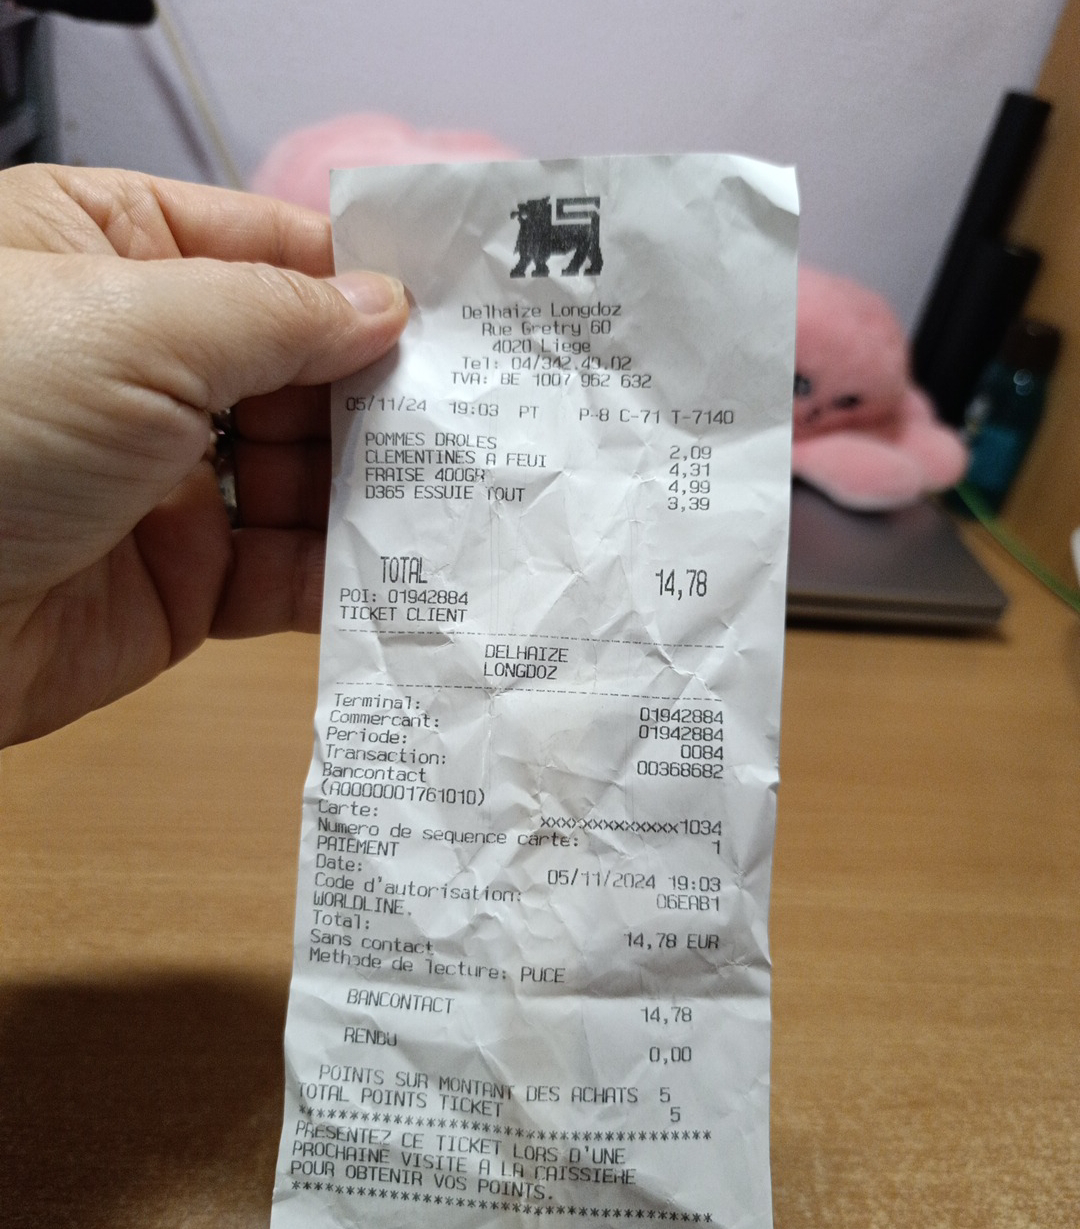 Delhaize Longdoz
Rue Gretry 60
4020 Liege
Tel: 04/342.43.02
TVA: BE 1007 962 632
05/11/24 19:03 PT P-8 C-71 T-7140
POMMES DROLES 2,09
CLEMENTINES A FEUI 4,31
FRAISE 400GR 4,99
D365 ESSUIE TOUT 3,39
TOTAL 14,78
POI: 01942884
TICKET CLIENT
DELHAIZE
LONGDOZ
Terminal: 01942884
Commercant: 01942884
Periode: 0084
Transaction: 00368682
Bancontact
(A0000001761010)
Carte: xxxxxxxxxxxxx1034
Numero de sequence carte: 1
PAIEMENT
Date: 05/11/2024 19:03
Code d'autorisation: 06EAB1
WORLDLINE.
Total: 14,78 EUR
Sans contact
Methode de lecture: PUCE
BANCONTACT 14,78
RENDU 0,00
POINTS SUR MONTANT DES ACHATS 5
TOTAL POINTS TICKET 5
***********************************
PRESENTEZ CE TICKET LORS D'UNE
PROCHAINE VISITE A LA CAISSIERE
POUR OBTENIR VOS POINTS.
***********************************